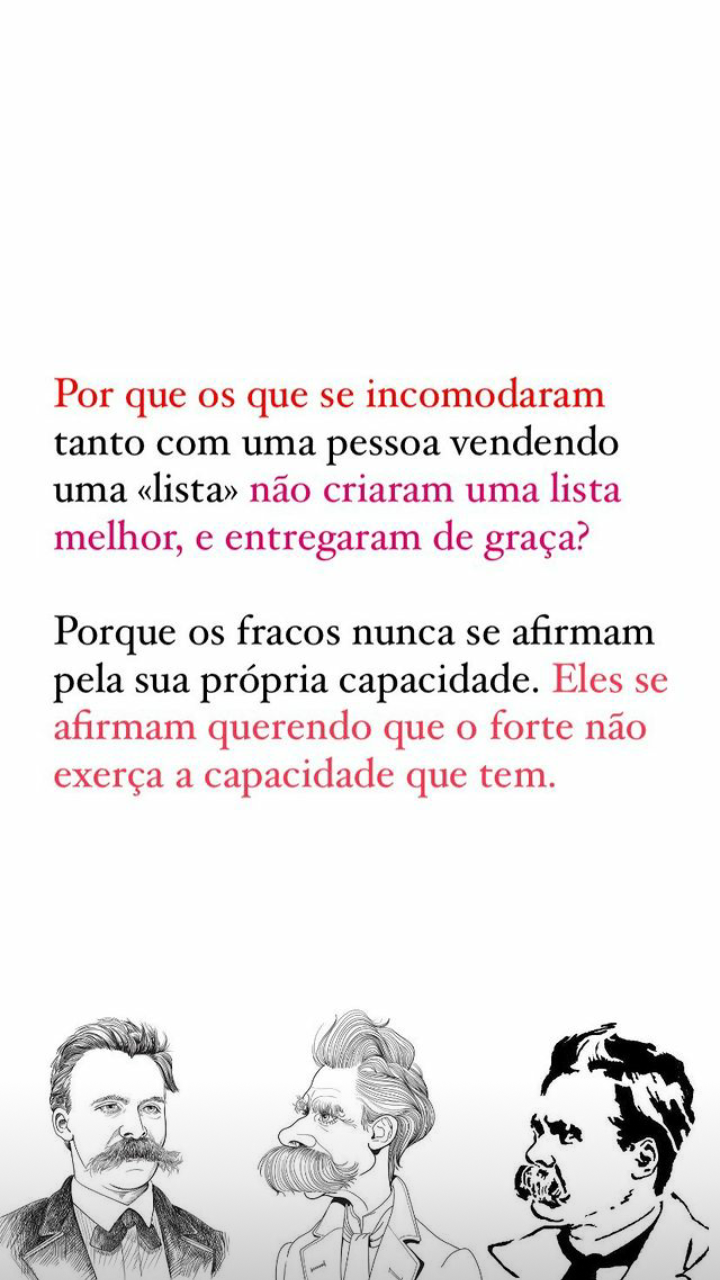 Por que os que se incomodaram
tanto com uma pessoa vendendo
uma «lista» não criaram uma lista
melhor, e entregaram de graça?
Porque os fracos nunca se afirmam
pela sua própria capacidade. Eles se
afirmam querendo que o forte não
exerça a capacidade que tem.